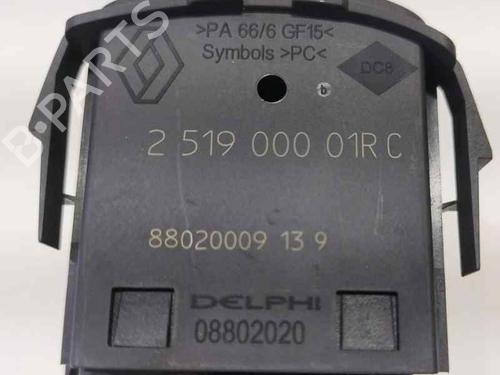 >PA 66/6 GF15<
Symbols >PC<
DC8
b
2 519 000 01R C
88020009 13 9
DELPHI
08802020
B-PARTS